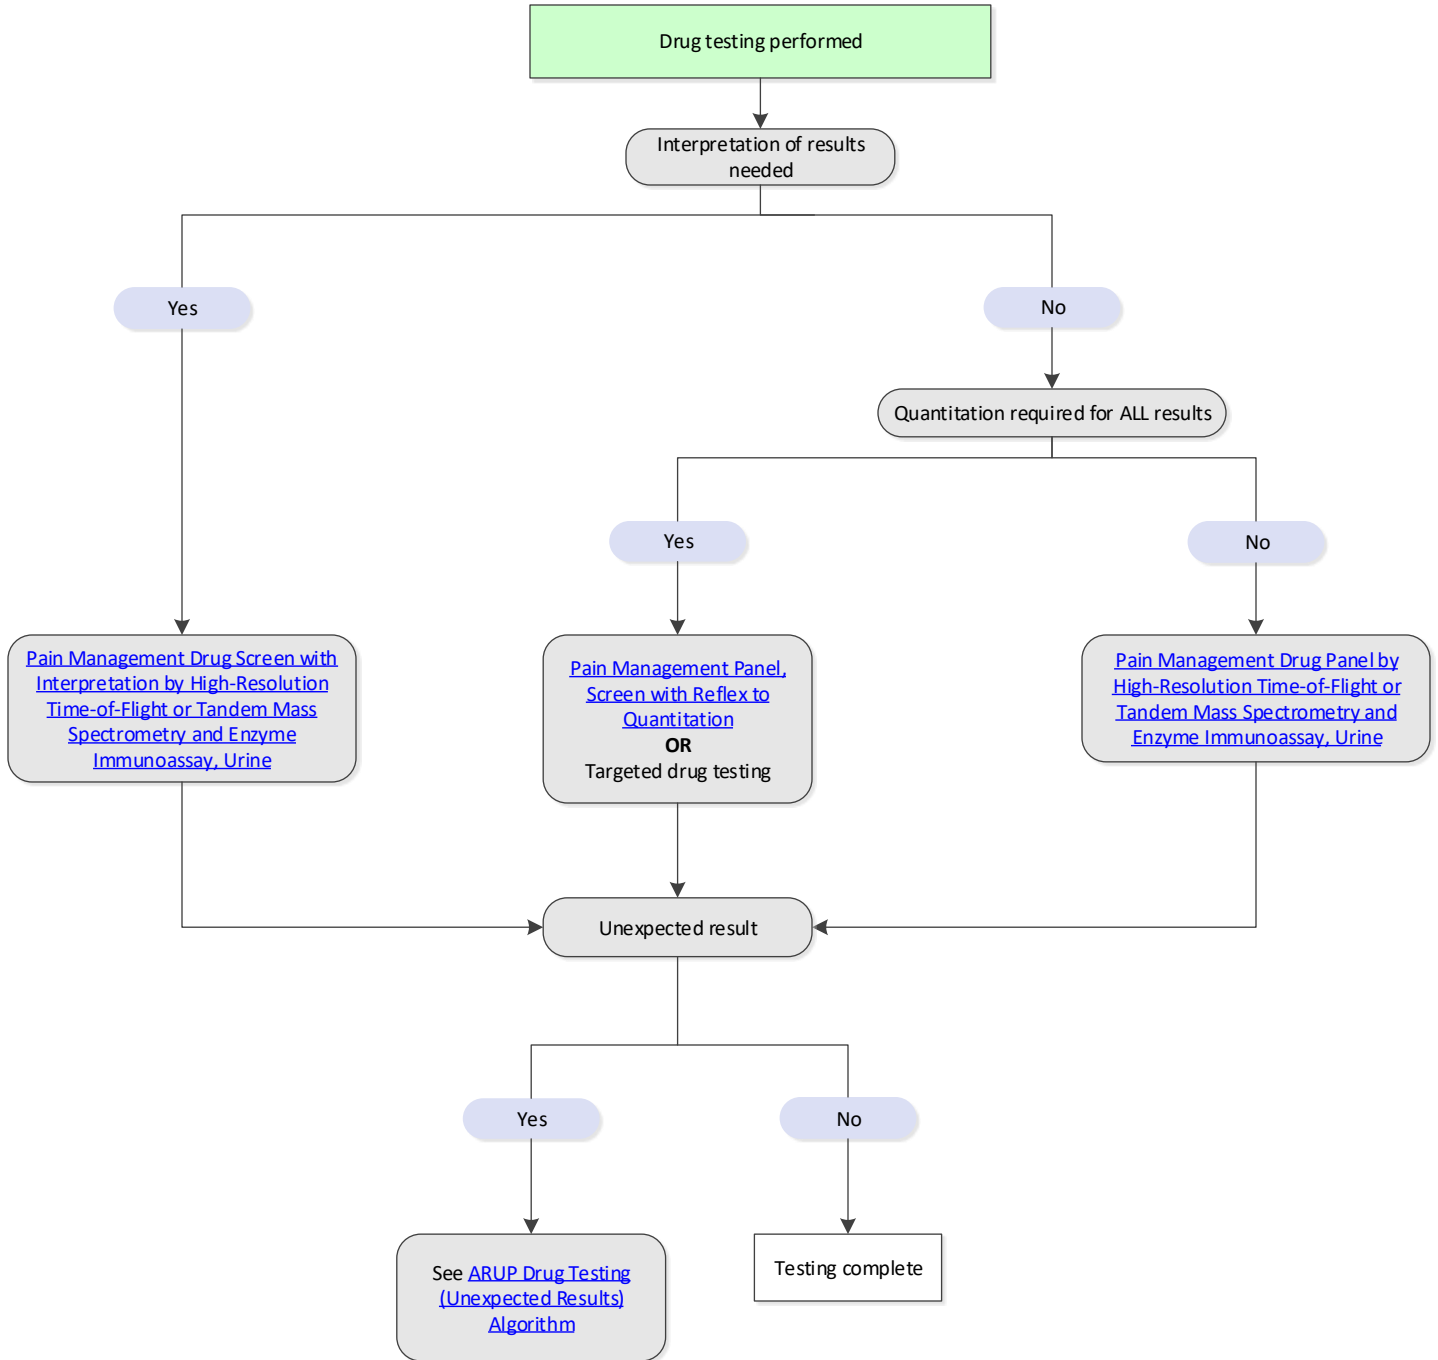 Drug testing performed
Interpretation of results
needed
Yes
No
Quantitation required for ALL results
Yes
No
Pain Management Drug Screen with
Interpretation by High-Resolution
Time-of-Flight or Tandem Mass
Spectrometry and Enzyme
Immunoassay, Urine
Pain Management Panel,
Screen with Reflex to
Quantitation
OR
Targeted drug testing
Pain Management Drug Panel by
High-Resolution Time-of-Flight or
Tandem Mass Spectrometry and
Enzyme Immunoassay, Urine
Unexpected result
Yes
No
See ARUP Drug Testing
(Unexpected Results)
Algorithm
Testing complete